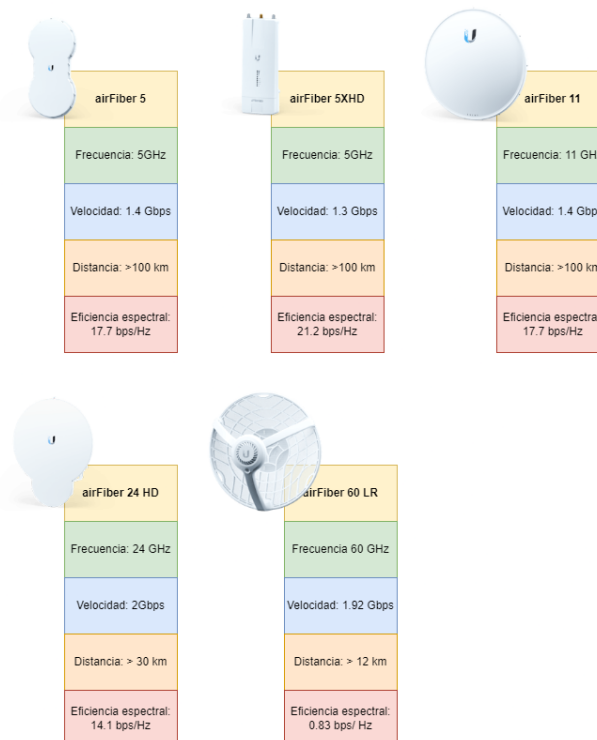 airFiber 5
Frecuencia: 5GHz
Velocidad: 1.4 Gbps
Distancia: >100 km
Eficiencia espectral:
17.7 bps/Hz
airFiber 5XHD
Frecuencia: 5GHz
Velocidad: 1.3 Gbps
Distancia: >100 km
Eficiencia espectral:
21.2 bps/Hz
airFiber 11
Frecuencia: 11 GH
Velocidad: 1.4 Gbp
Distancia: >100 km
Eficiencia espectra
17.7 bps/Hz
airFiber 24 HD
Frecuencia: 24 GHz
Velocidad: 2Gbps
Distancia: > 30 km
Eficiencia espectral:
14.1 bps/Hz
airFiber 60 LR
Frecuencia 60 GHz
Velocidad: 1.92 Gbps
Distancia: > 12 km
Eficiencia espectral:
0.83 bps/ Hz